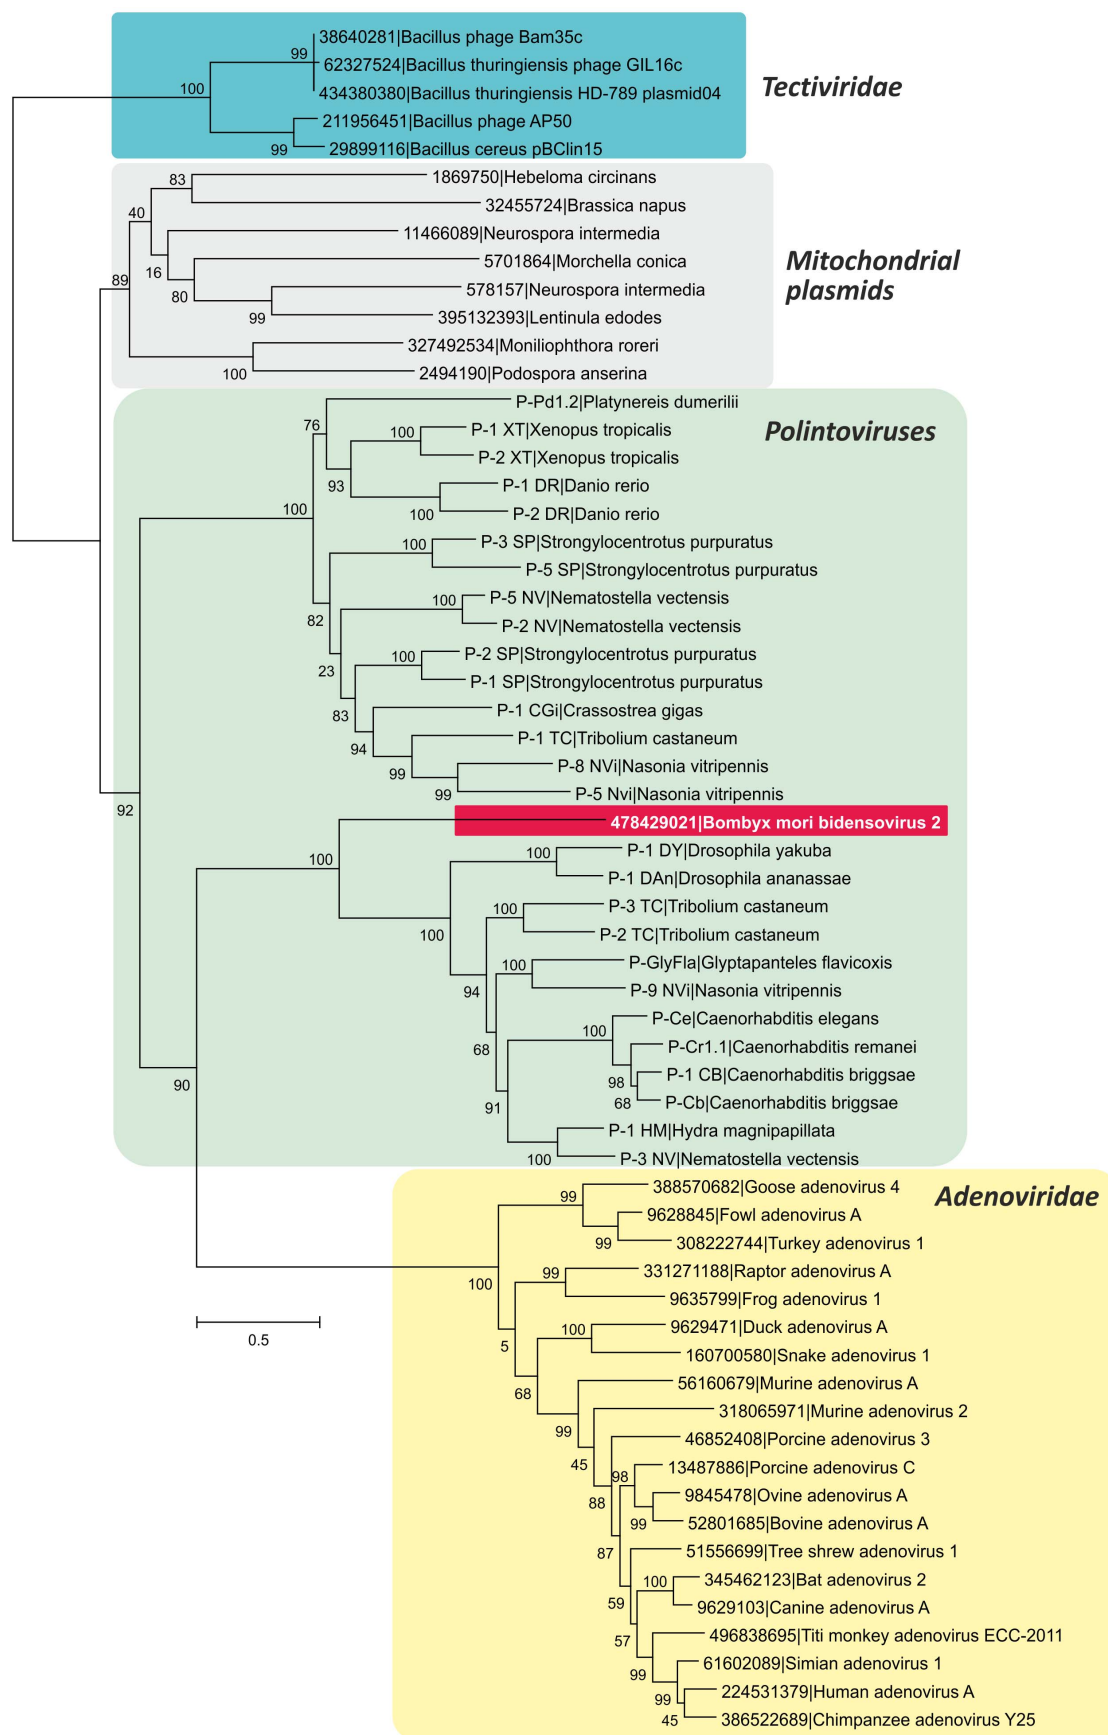 38640281|Bacillus phage Bam35c
99
62327524|Bacillus thuringiensis phage GIL16c
100
434380380|Bacillus thuringiensis HD-789 plasmid04
Tectiviridae
211956451|Bacillus phage AP50
99
29899116|Bacillus cereus pBClin15
1869750|Hebeloma circinans
83
32455724|Brassica napus
40
11466089|Neurospora intermedia
5701864|Morchella conica
16
Mitochondrial
plasmids
89
578157|Neurospora intermedia
80
395132393|Lentinula edodes
99
327492534|Moniliophthora roreri
2494190|Podospora anserina
100
P-Pd1.2|Platynereis dumerilii
Polintoviruses
76
P-1 XT|Xenopus tropicalis
100
P-2 XT|Xenopus tropicalis
93
P-1 DR|Danio rerio
100
P-2 DR|Danio rerio
100
P-3 SP|Strongylocentrotus purpuratus
100
P-5 SP|Strongylocentrotus purpuratus
P-5 NV|Nematostella vectensis
100
82
P-2 NV|Nematostella vectensis
P-2 SP|Strongylocentrotus purpuratus
100
23
P-1 SP|Strongylocentrotus purpuratus
83
P-1 CGi|Crassostrea gigas
94
P-1 TC|Tribolium castaneum
99
P-8 NVi|Nasonia vitripennis
99
P-5 Nvi|Nasonia vitripennis
92
478429021|Bombyx mori bidensovirus 2
100
P-1 DY|Drosophila yakuba
100
P-1 DAn|Drosophila ananassae
P-3 TC|Tribolium castaneum
100
100
P-2 TC|Tribolium castaneum
P-GlyFla|Glyptapanteles flavicoxis
100
94
P-9 NVi|Nasonia vitripennis
P-Ce|Caenorhabditis elegans
100
68
P-Cr1.1|Caenorhabditis remanei
98
P-1 CB|Caenorhabditis briggsae
90
68
P-Cb|Caenorhabditis briggsae
91
P-1 HM|Hydra magnipapillata
100
P-3 NV|Nematostella vectensis
388570682|Goose adenovirus 4
Adenoviridae
99
9628845|Fowl adenovirus A
99
308222744|Turkey adenovirus 1
331271188|Raptor adenovirus A
99
100
9635799|Frog adenovirus 1
9629471|Duck adenovirus A
100
0.5
5
160700580|Snake adenovirus 1
56160679|Murine adenovirus A
68
318065971|Murine adenovirus 2
99
46852408|Porcine adenovirus 3
45
13487886|Porcine adenovirus C
98
9845478|Ovine adenovirus A
88
99
52801685|Bovine adenovirus A
87
51556699|Tree shrew adenovirus 1
345462123|Bat adenovirus 2
100
59
9629103|Canine adenovirus A
496838695|Titi monkey adenovirus ECC-2011
57
61602089|Simian adenovirus 1
99
224531379|Human adenovirus A
99
45
386522689|Chimpanzee adenovirus Y25